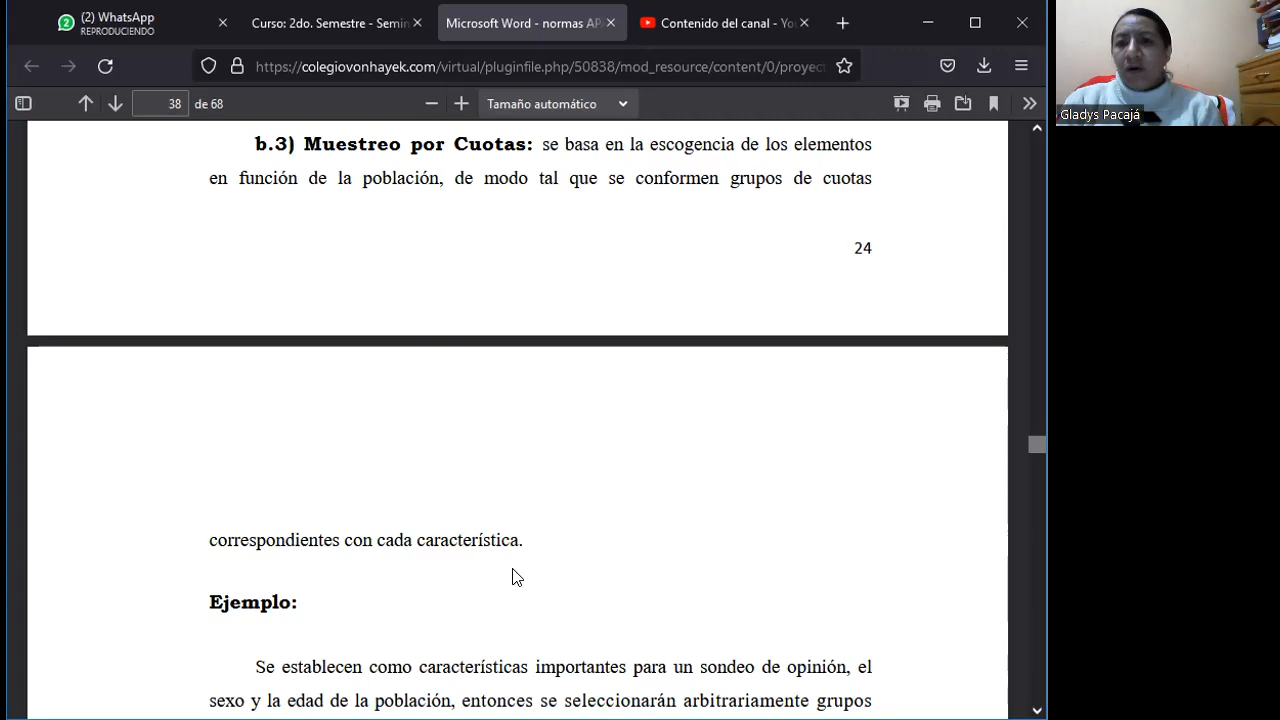 (2) WhatsApp
REPRODUCIENDO
Curso: 2do. Semestre - Semin
Microsoft Word - normas AP
Contenido del canal - Yo
https://colegiovonhayek.com/virtual/pluginfile.php/50838/mod_resource/content/0/proyect
38 de 68
Tamaño automático
Gladys Pacajá
b.3) Muestreo por Cuotas: se basa en la escogencia de los elementos
en función de la población, de modo tal que se conformen grupos de cuotas
24
correspondientes con cada característica.
Ejemplo:
Se establecen como características importantes para un sondeo de opinión, el
sexo y la edad de la población, entonces se seleccionarán arbitrariamente grupos